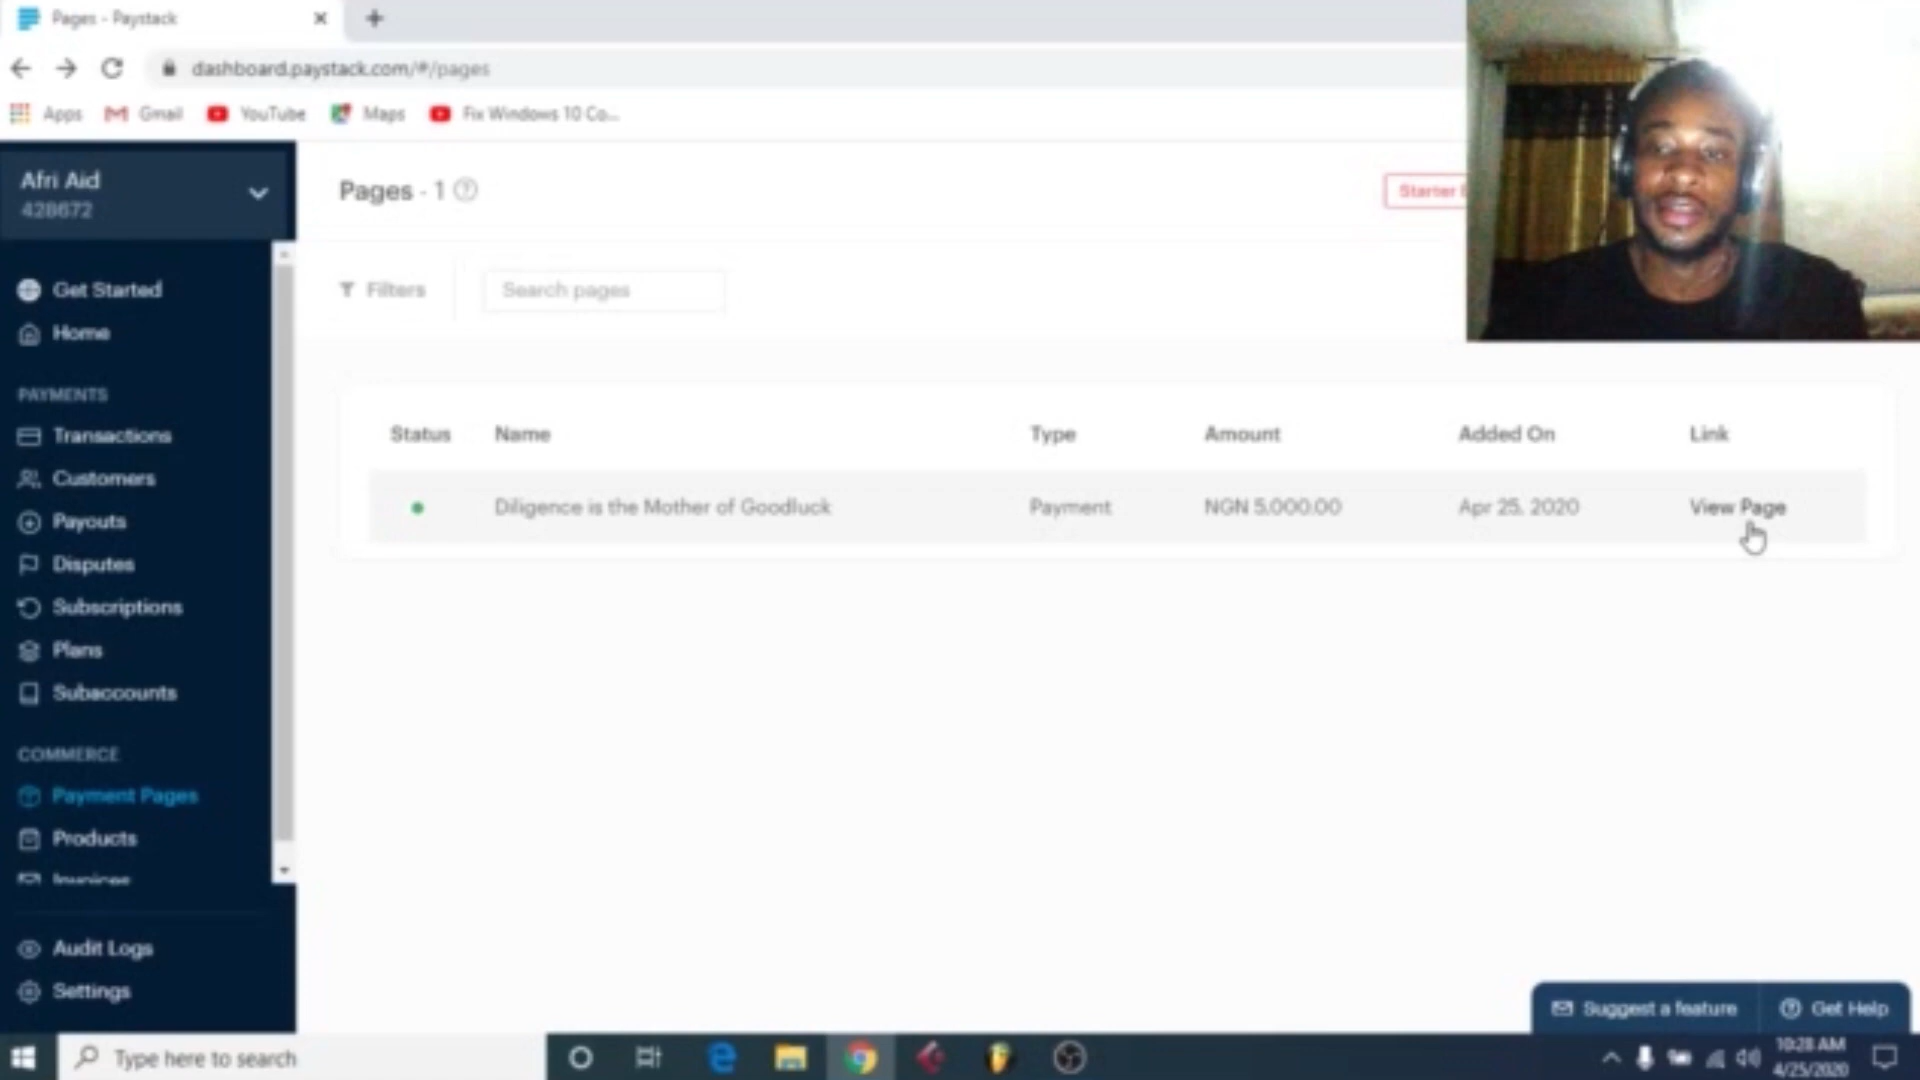 Pages - Paystack
dashboard.paystack.com/#/pages
Apps Gmail YouTube Maps Fix Windows 10 Co...
Afri Aid
428672
Pages - 1
Starter
Filters
Search pages
Get Started
Home
PAYMENTS
Transactions
Customers
Payouts
Disputes
Subscriptions
Plans
Subaccounts
COMMERCE
Payment Pages
Products
Invoices
Audit Logs
Settings
Status Name Type Amount Added On Link
Diligence is the Mother of Goodluck Payment NGN 5,000.00 Apr 25, 2020 View Page
Suggest a feature Get Help
Type here to search
10:28 AM
4/25/2020